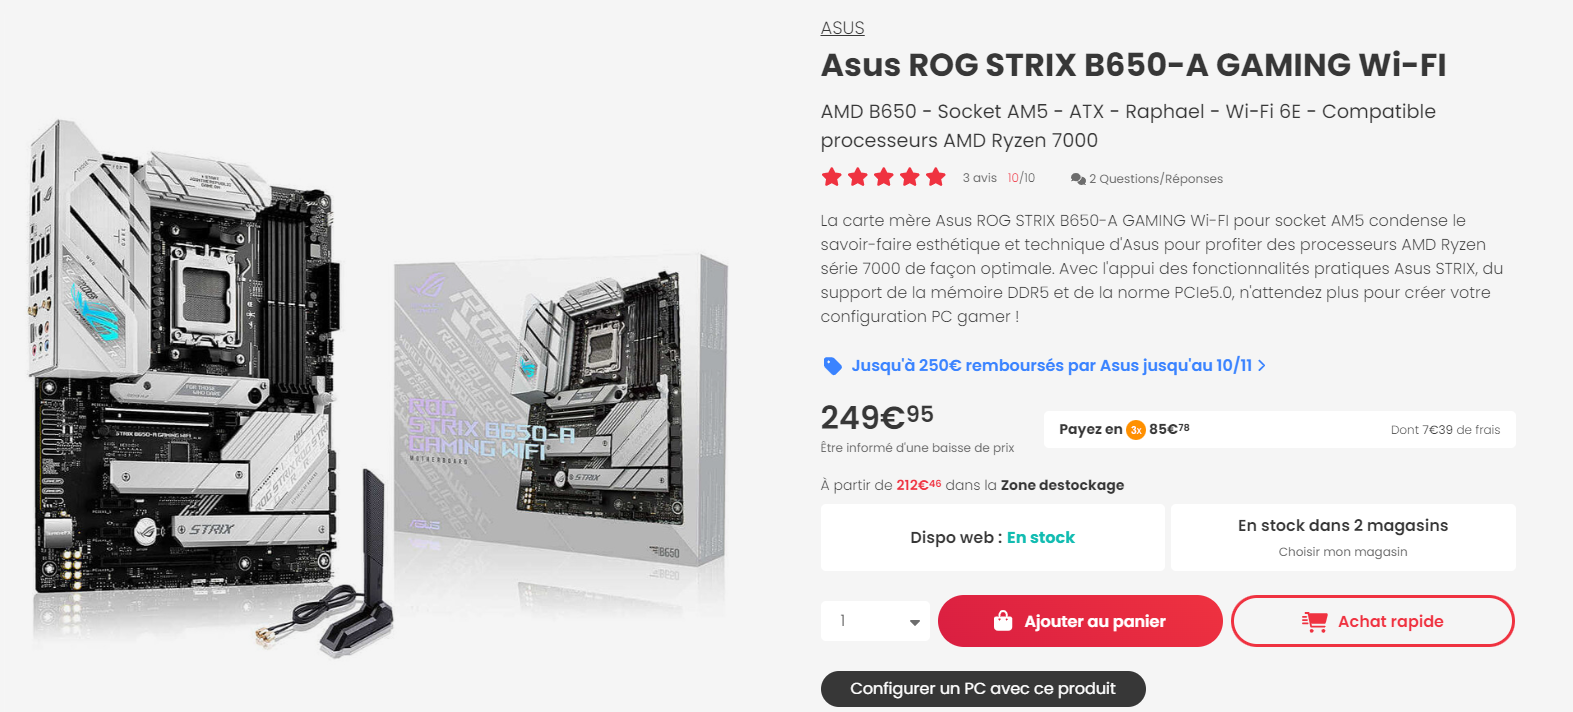 ASUS
Asus ROG STRIX B650-A GAMING Wi-FI
AMD B650 - Socket AM5 - ATX - Raphael - Wi-Fi 6E - Compatible
processeurs AMD Ryzen 7000
3 avis 10/10 2 Questions/Réponses
La carte mère Asus ROG STRIX B650-A GAMING Wi-FI pour socket AM5 condense le
savoir-faire esthétique et technique d'Asus pour profiter des processeurs AMD Ryzen
série 7000 de façon optimale. Avec l'appui des fonctionnalités pratiques Asus STRIX, du
support de la mémoire DDR5 et de la norme PCIe5.0, n'attendez plus pour créer votre
configuration PC gamer !
Jusqu'à 250€ remboursés par Asus jusqu'au 10/11
249€95
Être informé d'une baisse de prix
Payez en 3x 85€78 Dont 7€39 de frais
À partir de 212€46 dans la Zone destockage
Dispo web : En stock
En stock dans 2 magasins
Choisir mon magasin
1
Ajouter au panier
Achat rapide
Configurer un PC avec ce produit
FOR THOSE
WHO DARE
STRIX B650-A GAMING WIFI
STRIX
ROG
STRIX B650-A
GAMING WIFI
MOTHERBOARD
STRIX
ASUS
B650